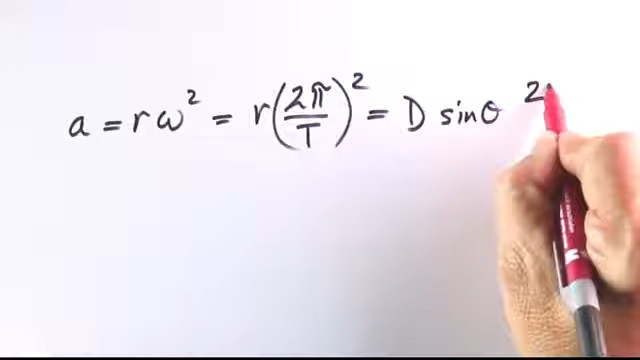 a = rω² = r(2π/T)² = D sinθ 2